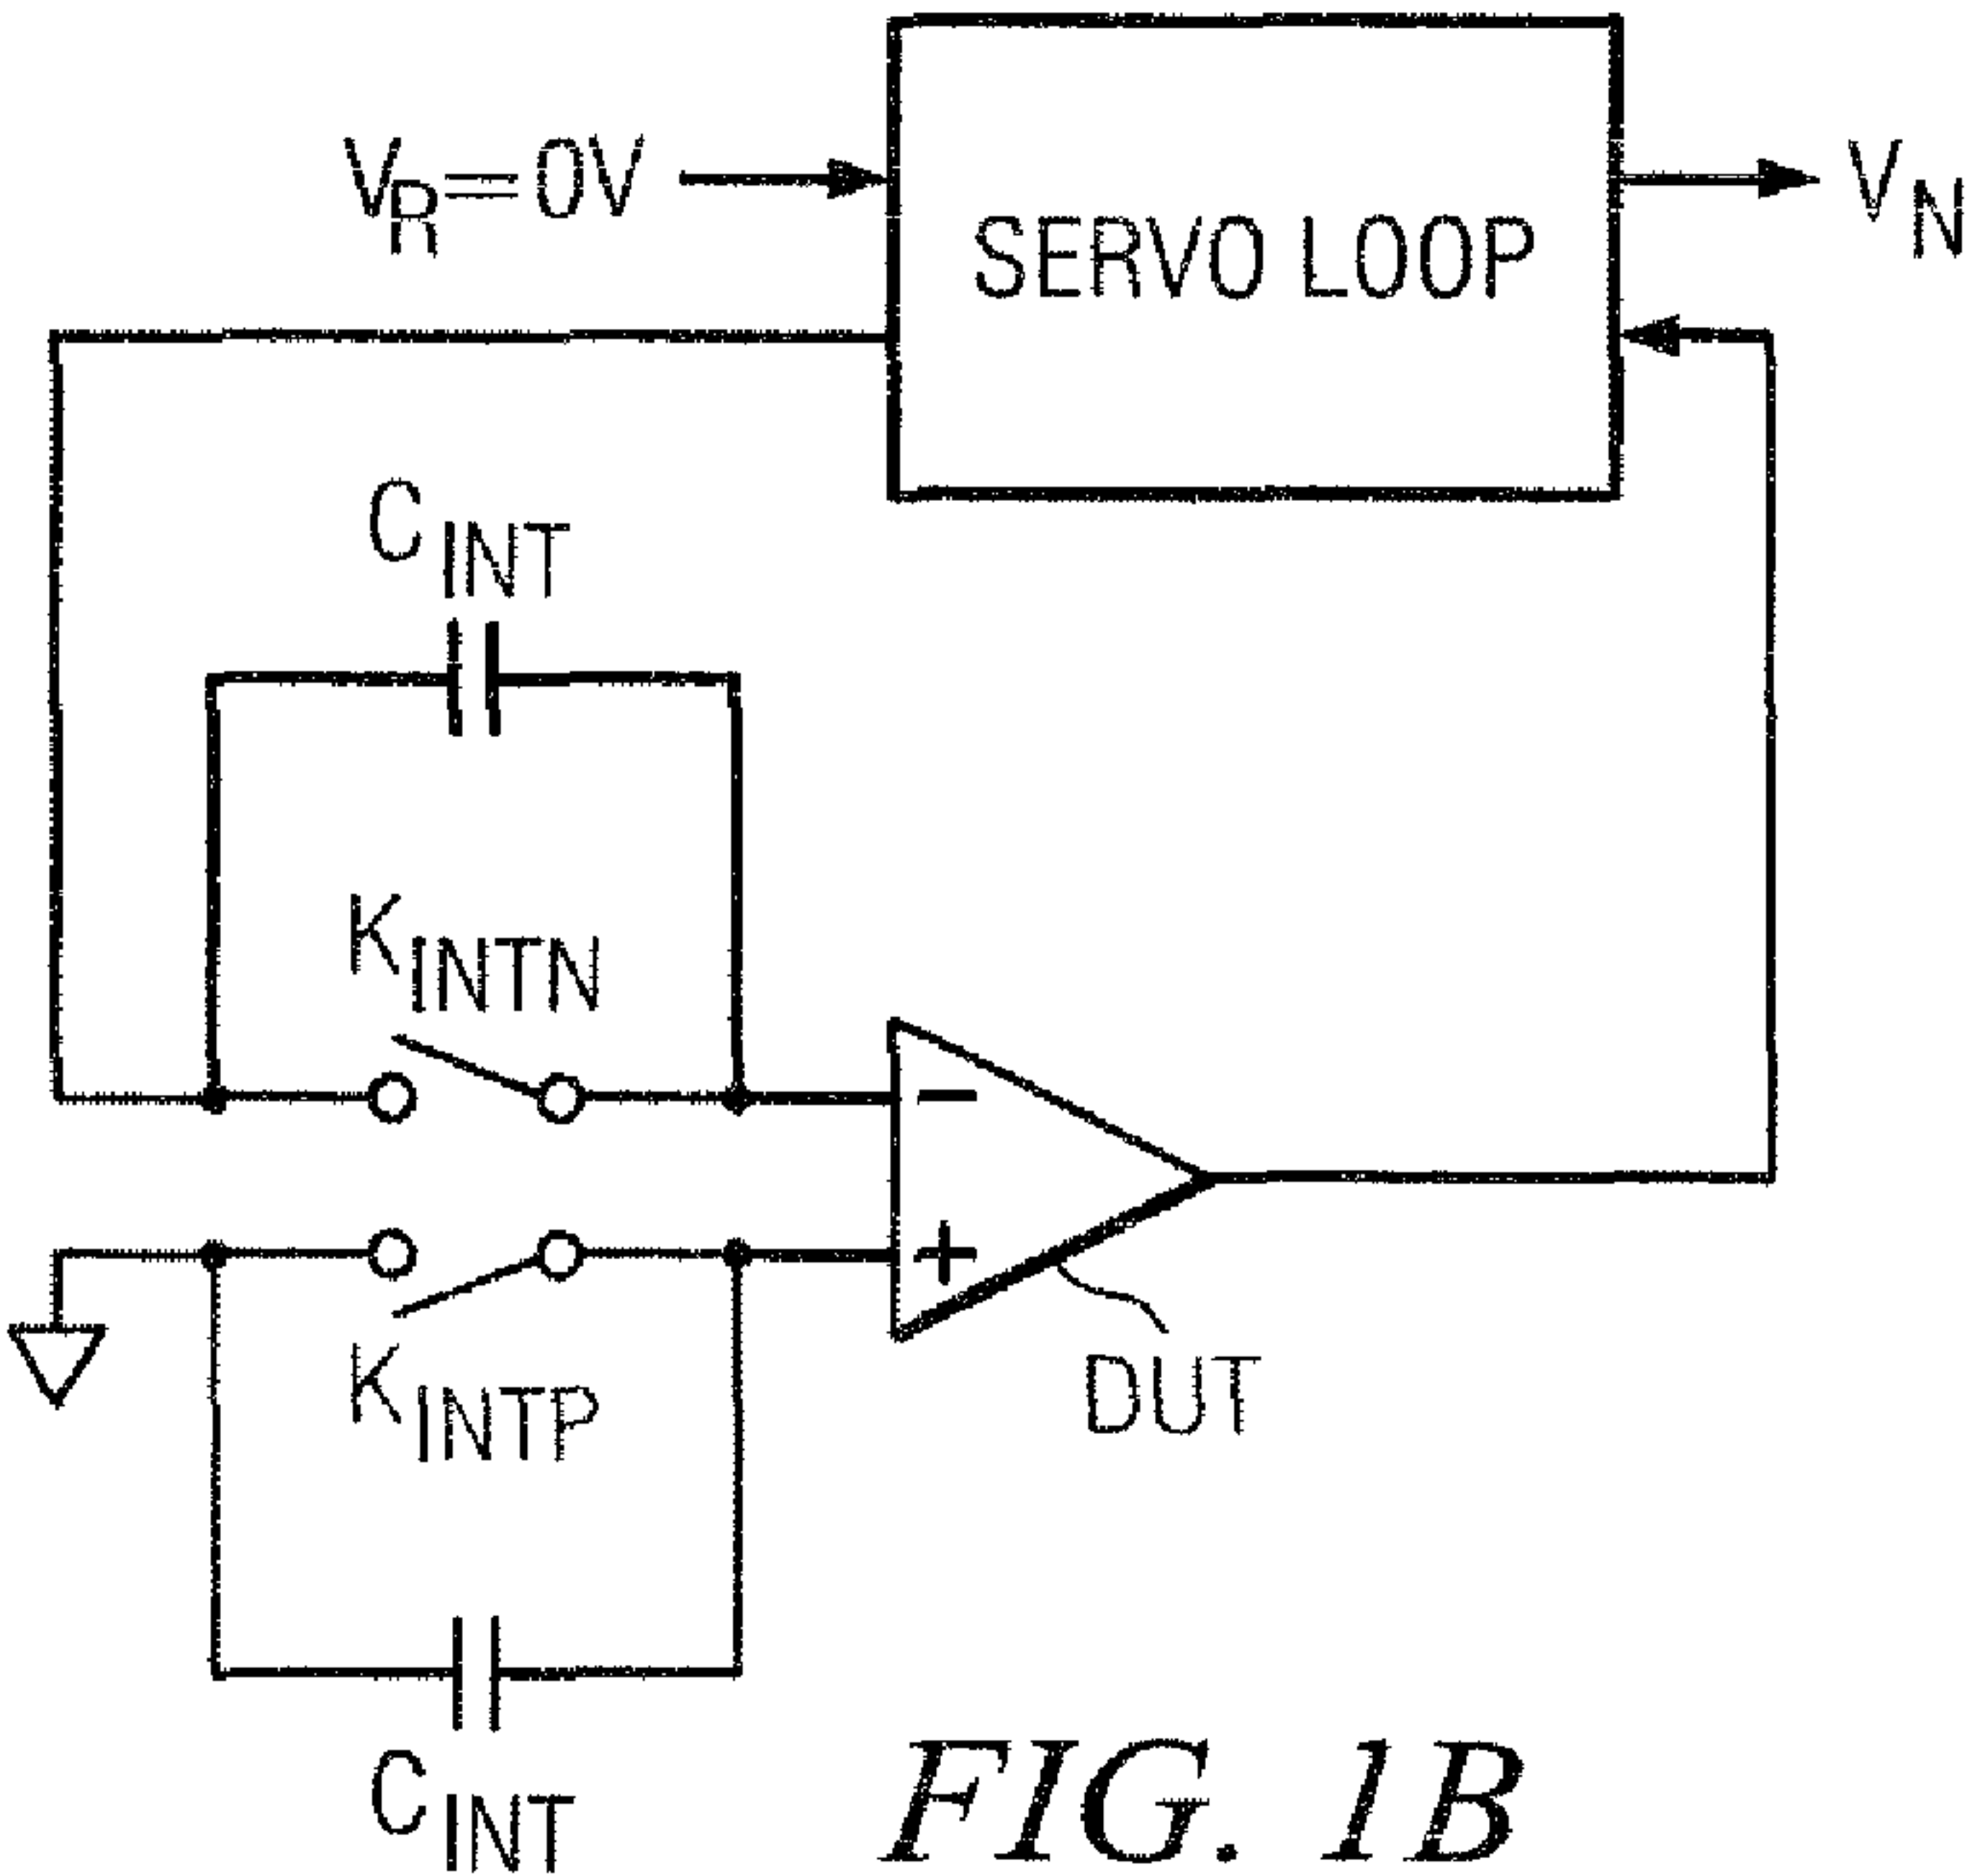 V_R=0V
SERVO LOOP
V_N
C_INT
K_INTN
−
+
K_INTP
DUT
C_INT
FIG. 1B